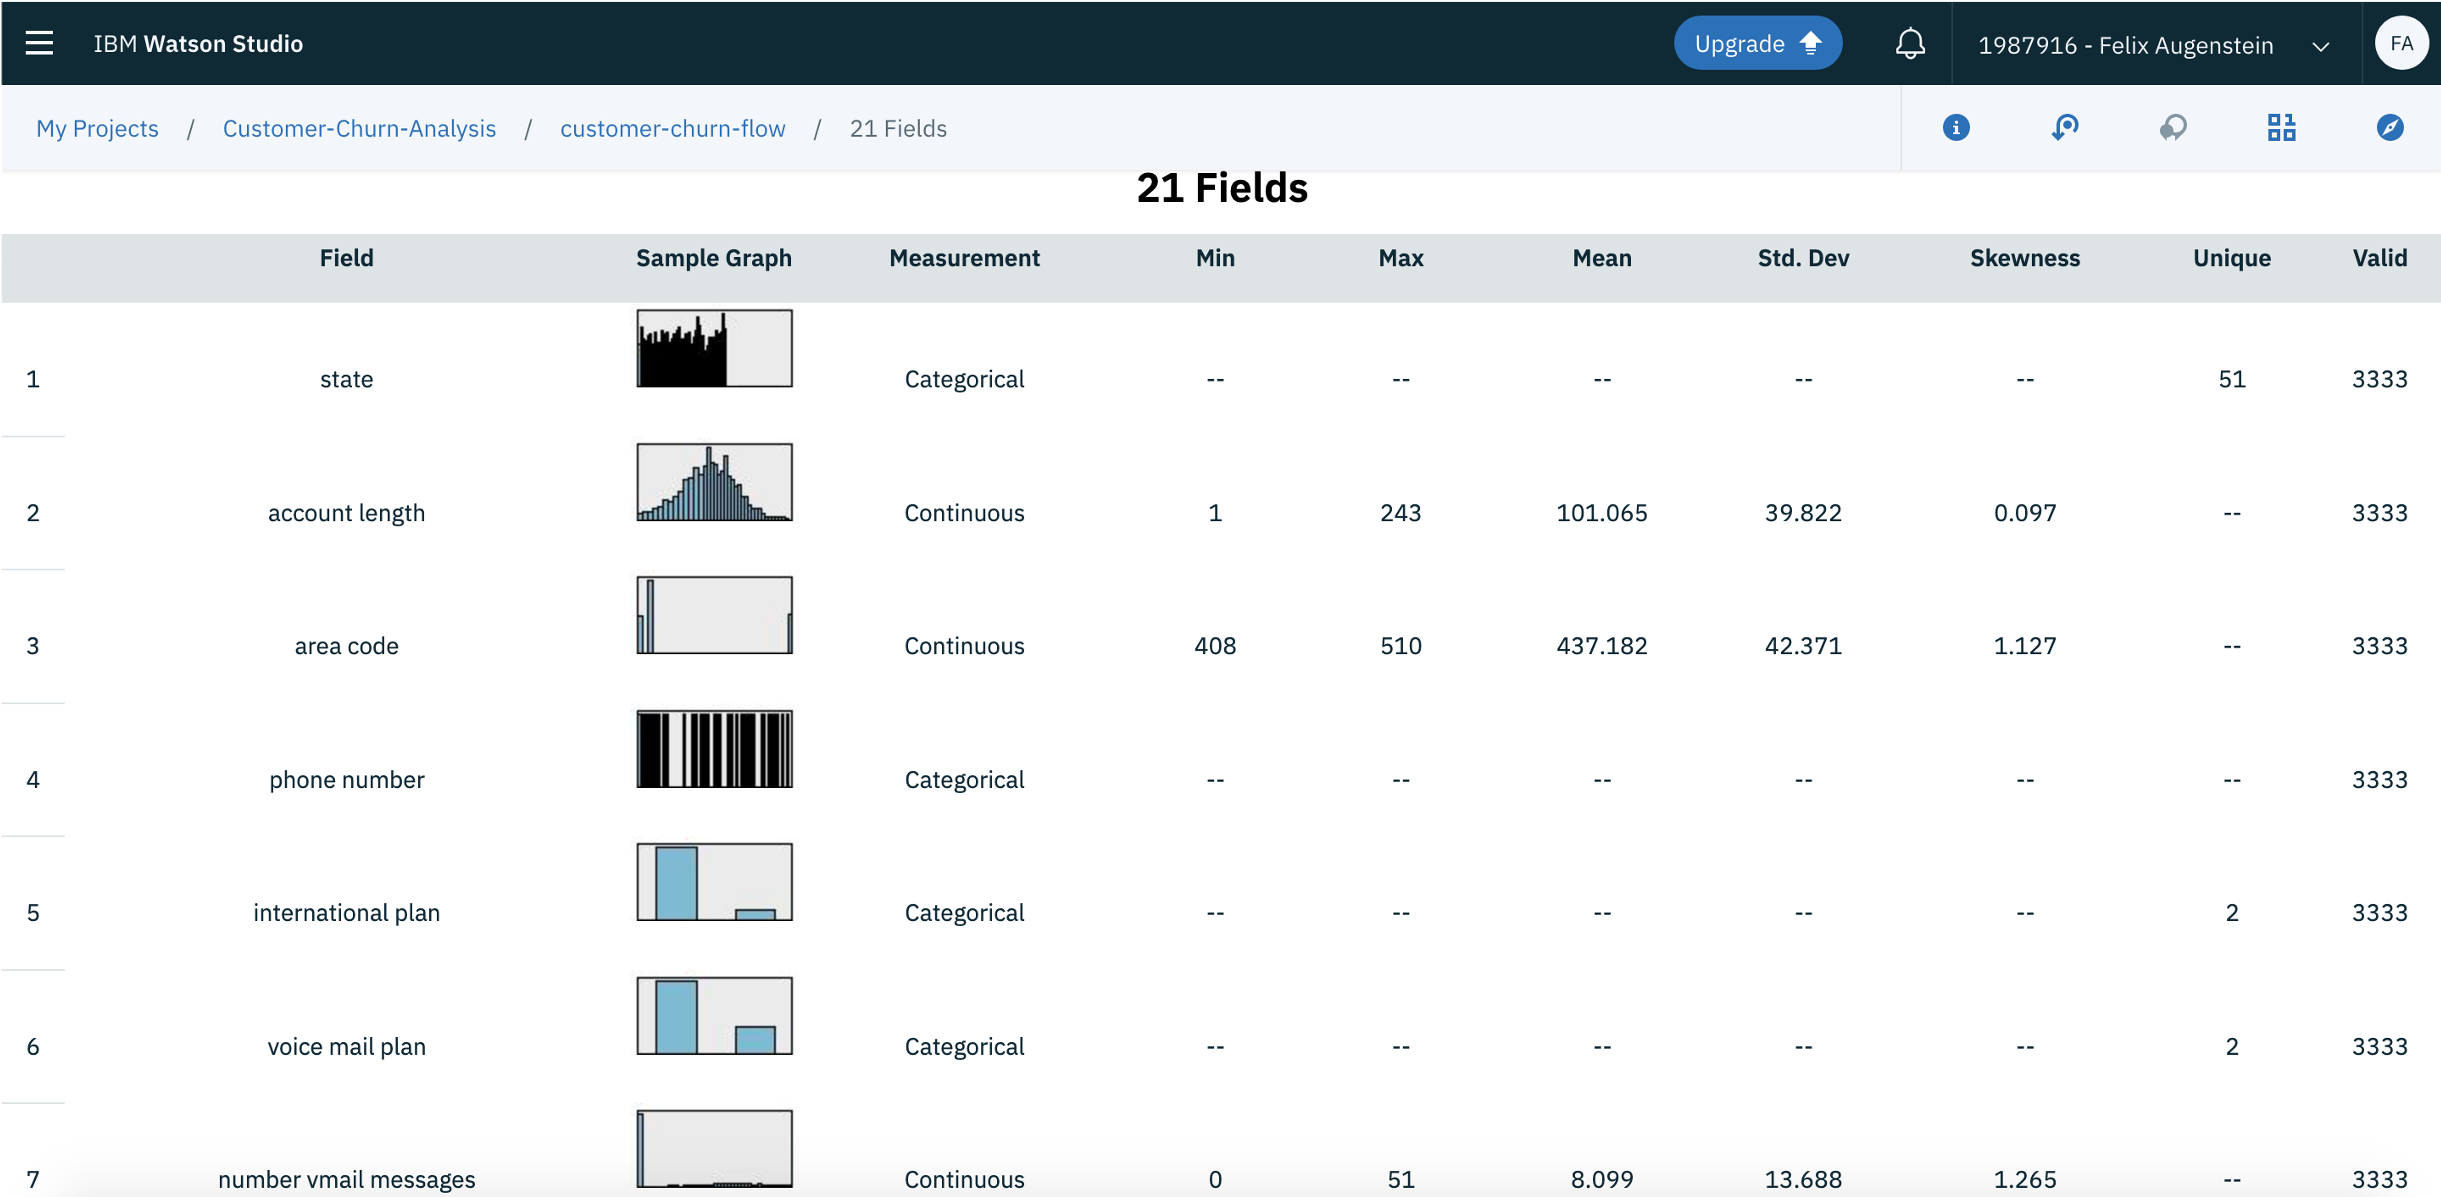 IBM Watson Studio Upgrade 1987916 - Felix Augenstein FA
My Projects / Customer-Churn-Analysis / customer-churn-flow / 21 Fields
21 Fields
Field Sample Graph Measurement Min Max Mean Std. Dev Skewness Unique Valid
1 state Categorical -- -- -- -- -- 51 3333
2 account length Continuous 1 243 101.065 39.822 0.097 -- 3333
3 area code Continuous 408 510 437.182 42.371 1.127 -- 3333
4 phone number Categorical -- -- -- -- -- -- 3333
5 international plan Categorical -- -- -- -- -- 2 3333
6 voice mail plan Categorical -- -- -- -- -- 2 3333
7 number vmail messages Continuous 0 51 8.099 13.688 1.265 -- 3333